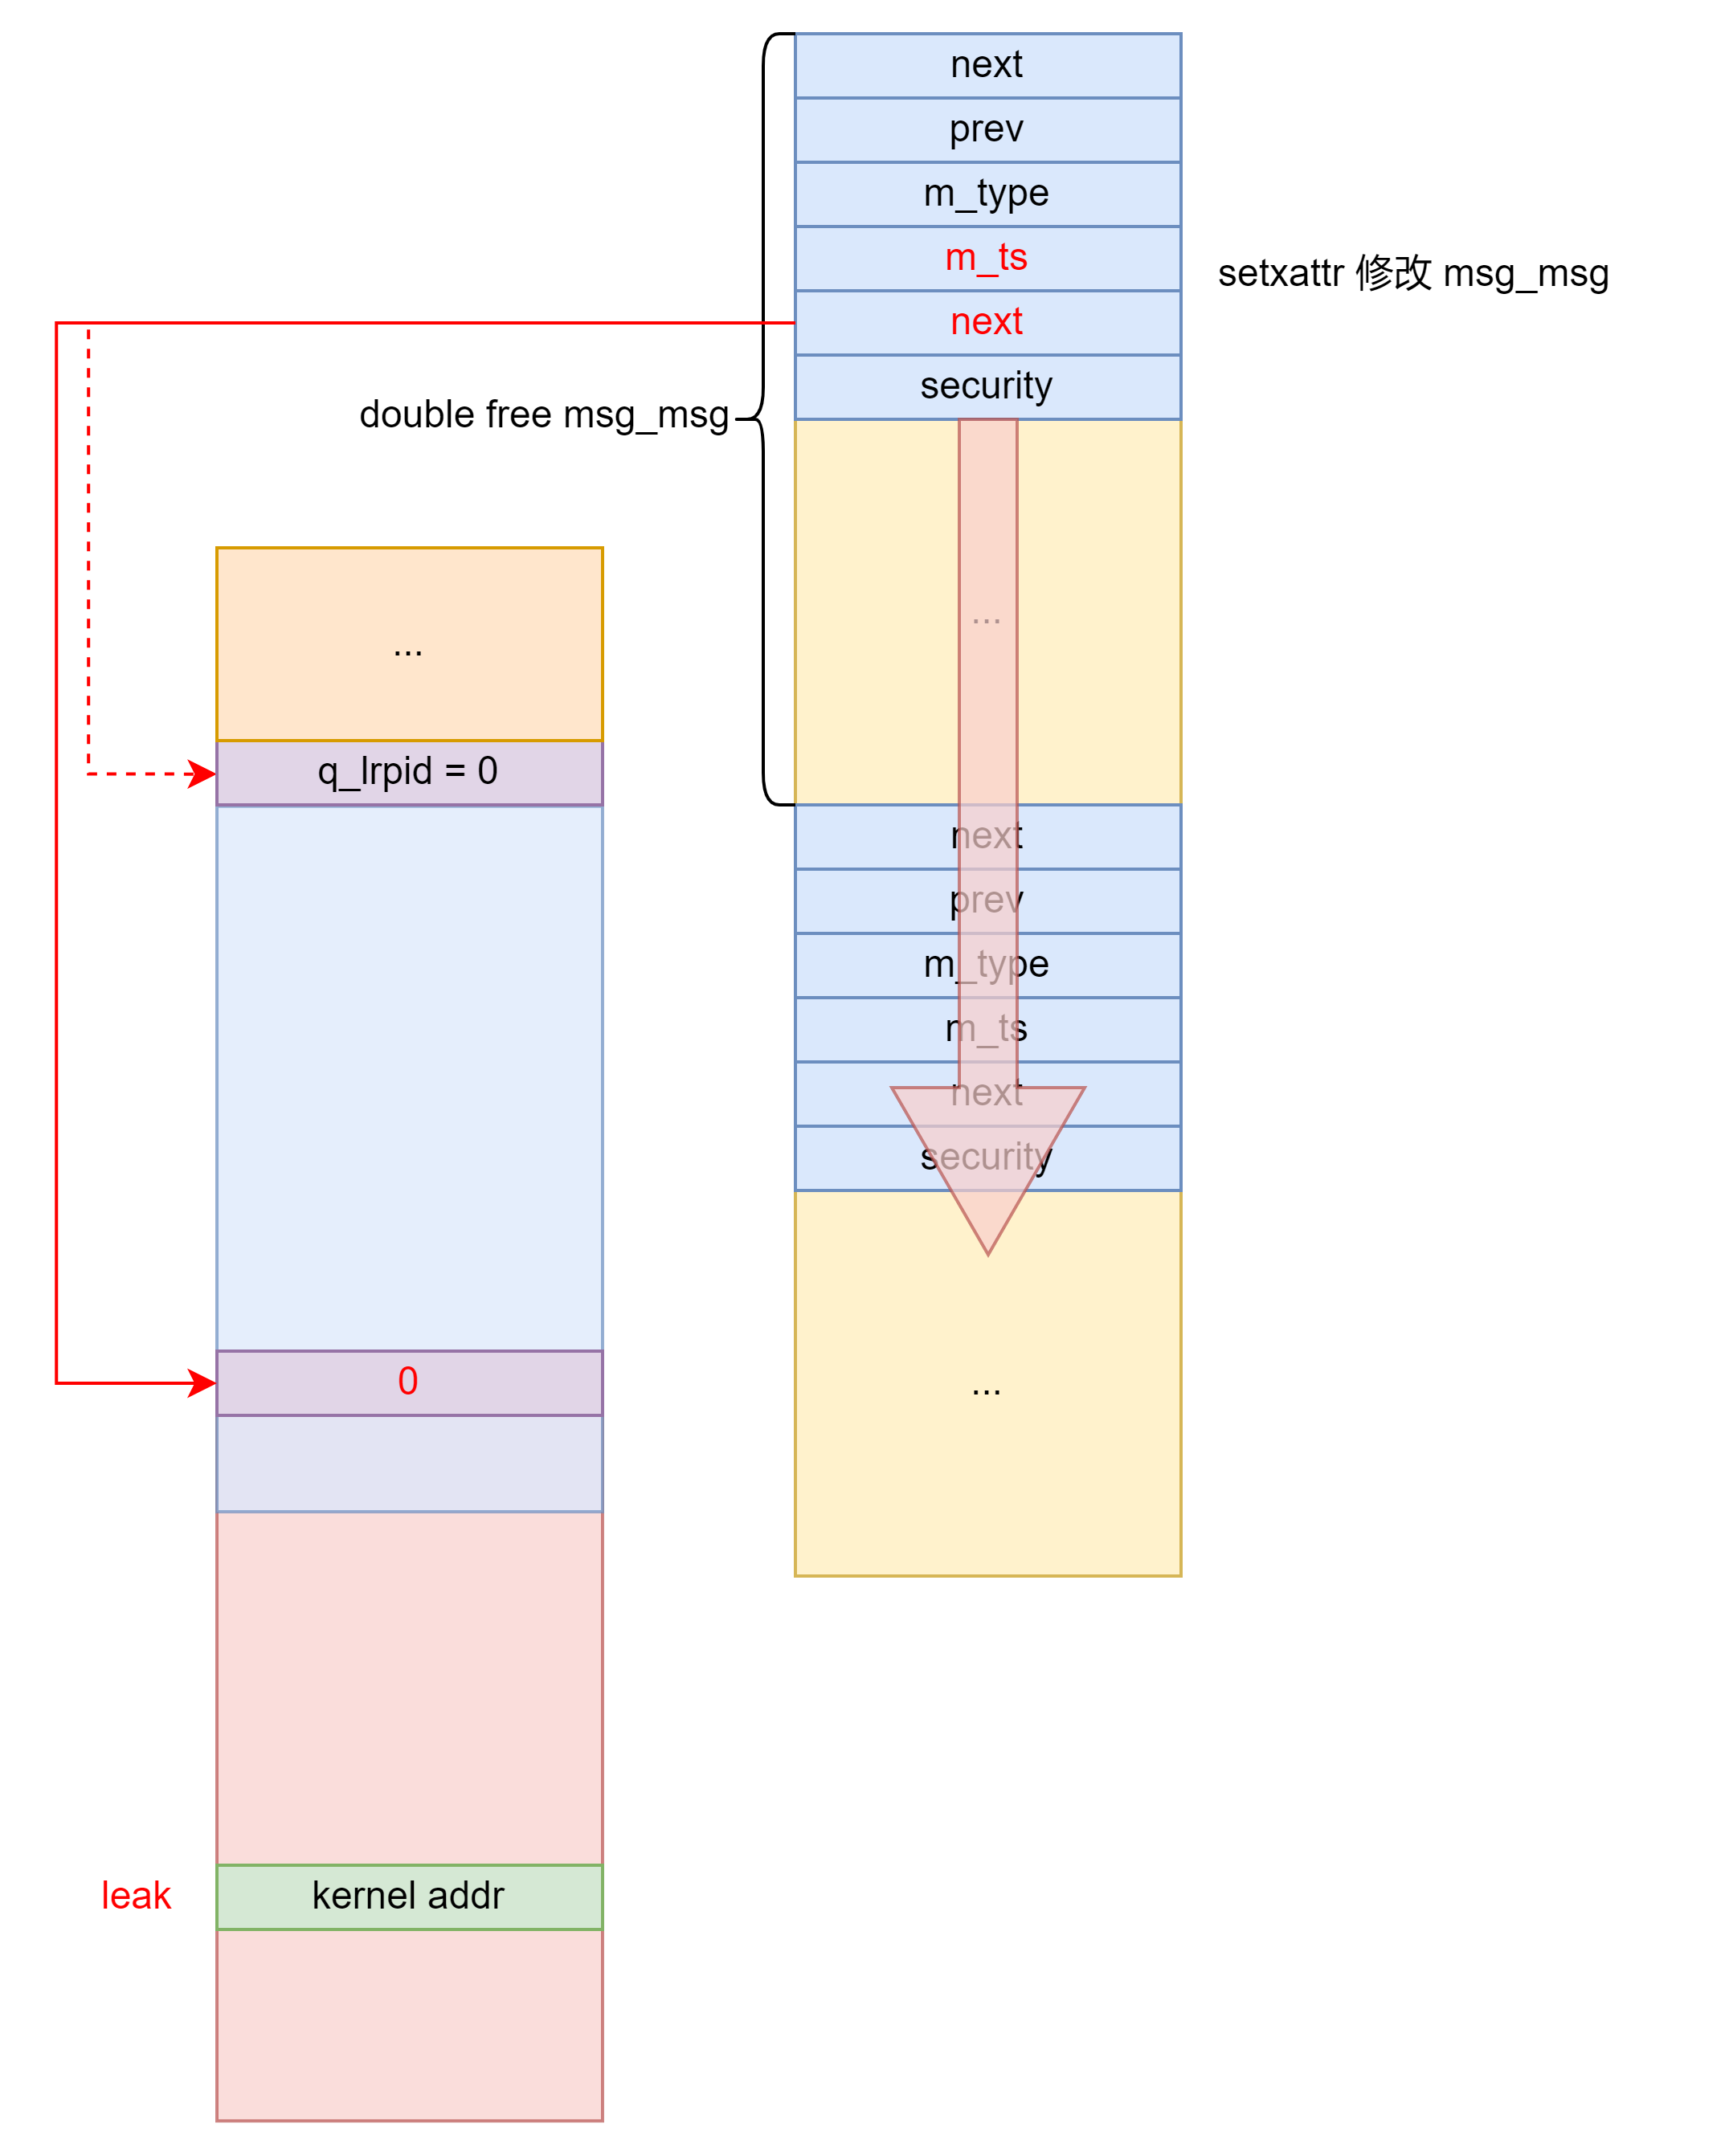 next
prev
m_type
m_ts
setxattr 修改 msg_msg
next
security
double free msg_msg
...
...
q_lrpid = 0
next
prev
m_type
m_ts
next
security
0
...
leak
kernel addr